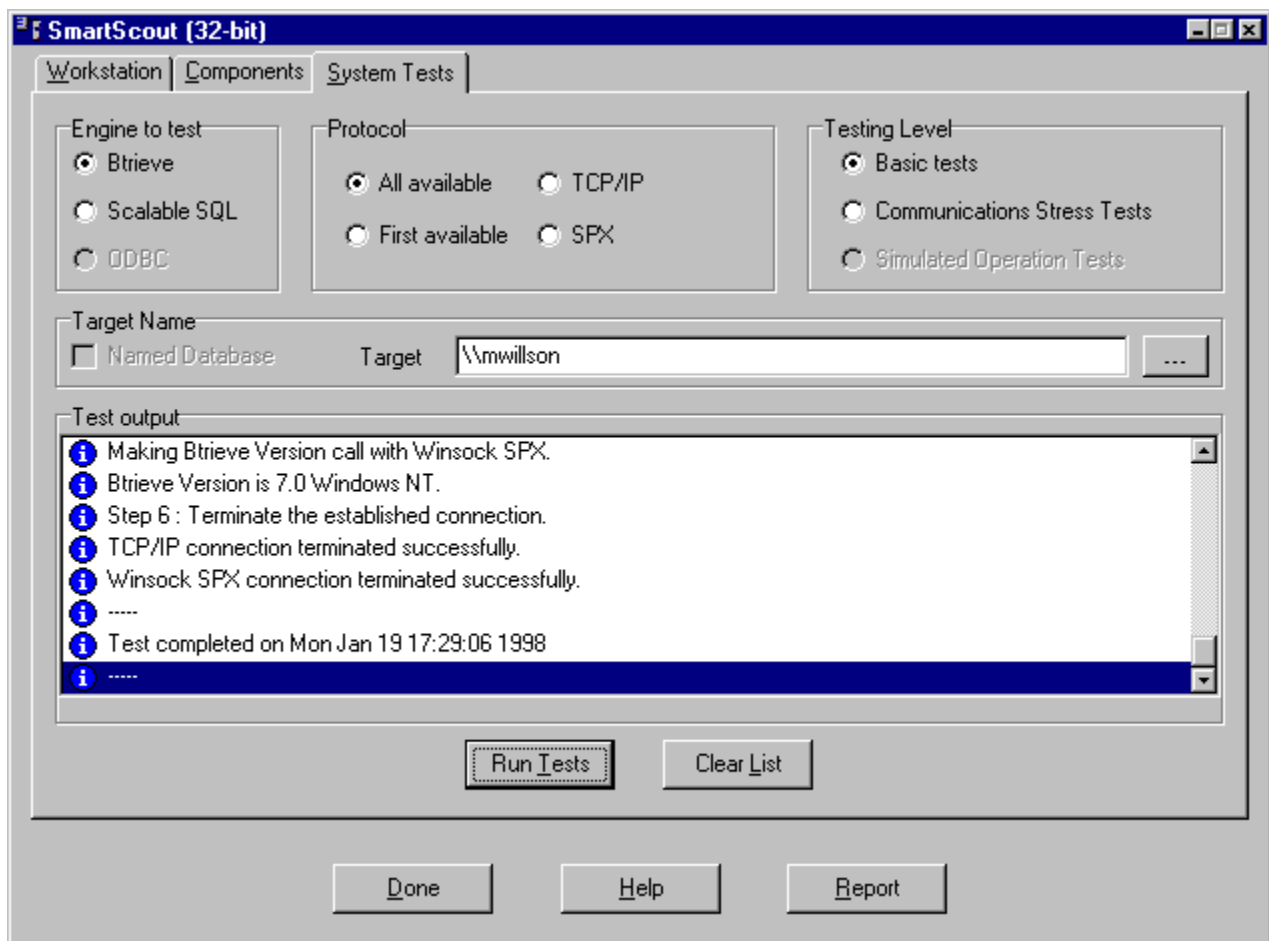 SmartScout (32-bit)
Workstation Components System Tests
Engine to test
Btrieve
Scalable SQL
ODBC
Protocol
All available TCP/IP
First available SPX
Testing Level
Basic tests
Communications Stress Tests
Simulated Operation Tests
Target Name
Named Database Target \\mwillson ...
Test output
Making Btrieve Version call with Winsock SPX.
Btrieve Version is 7.0 Windows NT.
Step 6 : Terminate the established connection.
TCP/IP connection terminated successfully.
Winsock SPX connection terminated successfully.
-----
Test completed on Mon Jan 19 17:29:06 1998
-----
Run Tests Clear List
Done Help Report